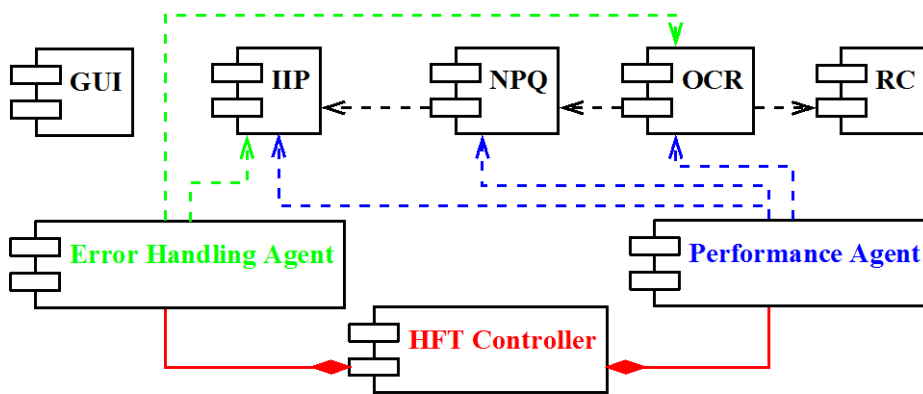 GUI
IIP
NPQ
OCR
RC
Error Handling Agent
Performance Agent
HFT Controller